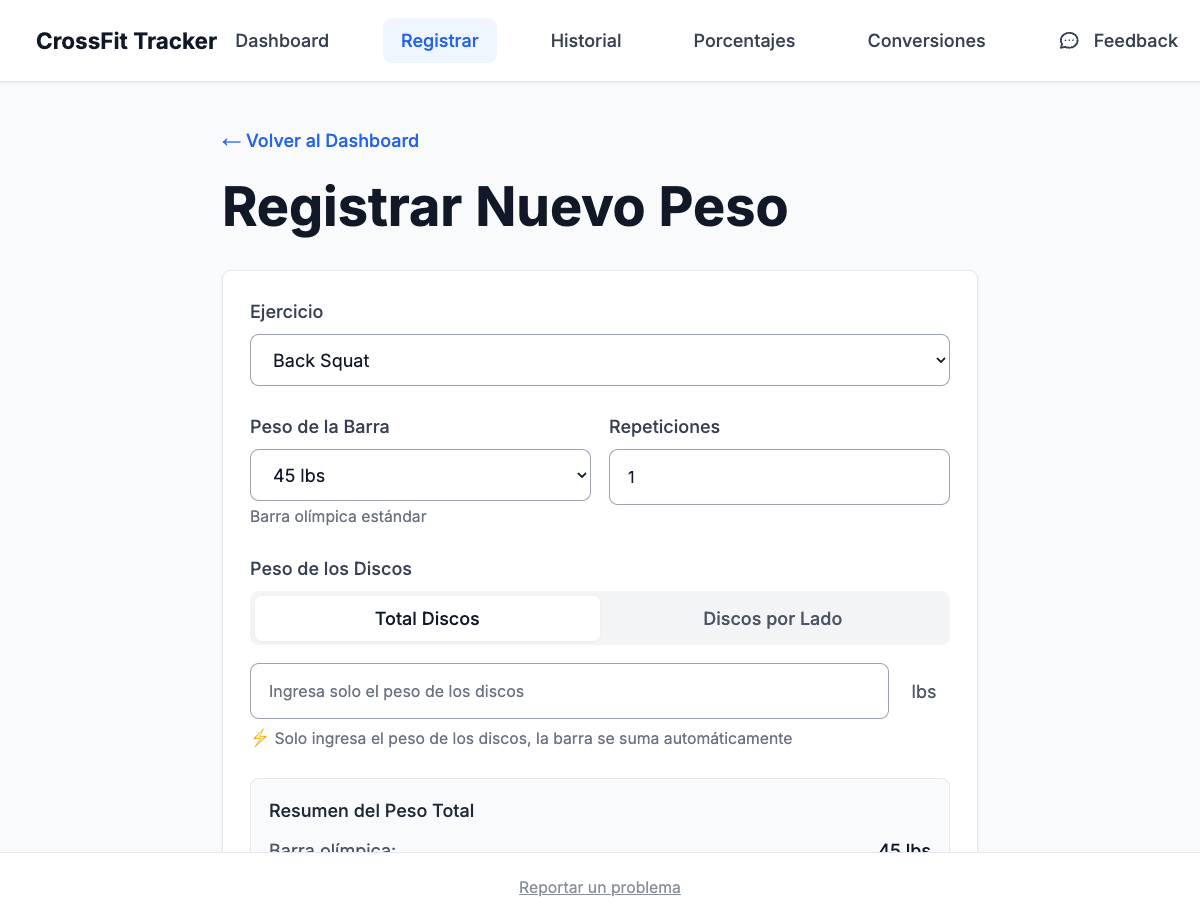 CrossFit Tracker Dashboard Registrar Historial Porcentajes Conversiones Feedback
← Volver al Dashboard
Registrar Nuevo Peso
Ejercicio
Back Squat
Peso de la Barra Repeticiones
45 lbs 1
Barra olímpica estándar
Peso de los Discos
Total Discos Discos por Lado
Ingresa solo el peso de los discos lbs
⚡ Solo ingresa el peso de los discos, la barra se suma automáticamente
Resumen del Peso Total
Barra olímpica: 45 lbs
Reportar un problema